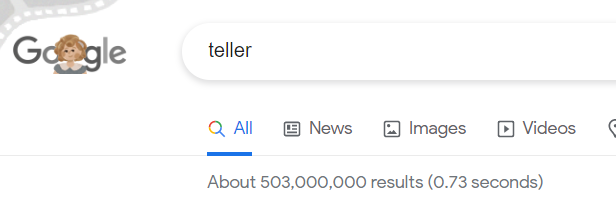 Google
teller
All News Images Videos
About 503,000,000 results (0.73 seconds)